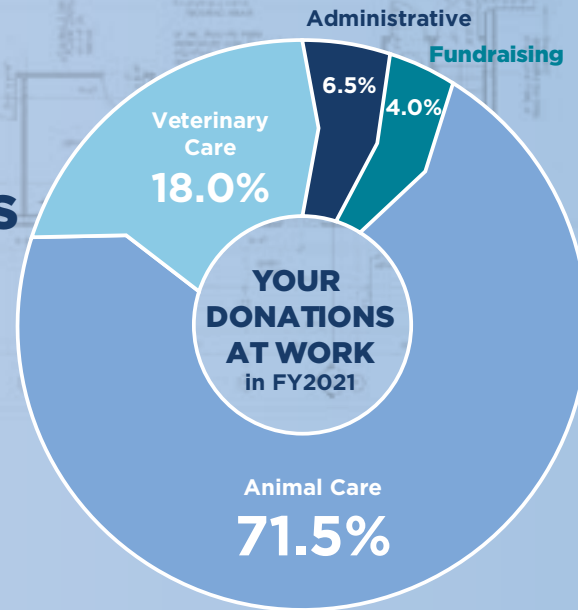 Administrative
Fundraising
6.5%
4.0%
Veterinary
Care
18.0%
S
YOUR
DONATIONS
AT WORK
in FY2021
Animal Care
71.5%